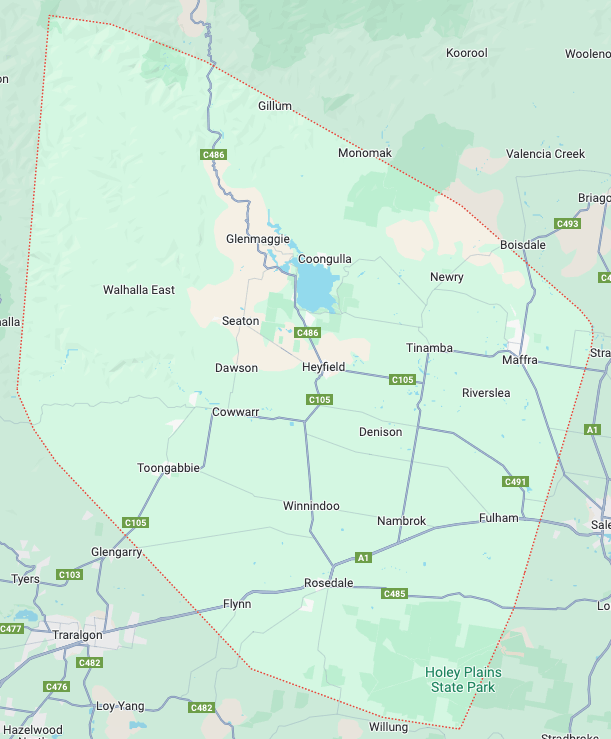 Koorool
Wooleno
on
Gillum
C486
Monomak
Valencia Creek
Briago
C493
Glenmaggie
Boisdale
Coongulla
Newry
C4
Walhalla East
alla
Seaton
C486
Tinamba
Stra
Maffra
Dawson
Heyfield
C105
Riverslea
C105
Cowwarr
Denison
A1
Toongabbie
C491
Winnindoo
Nambrok
Fulham
C105
Sale
Glengarry
A1
Tyers
C103
Rosedale
C485
Flynn
Lo
C477
Traralgon
C482
Holey Plains
State Park
C476
Loy Yang
C482
Willung
Hazelwood
North
Stradbroke